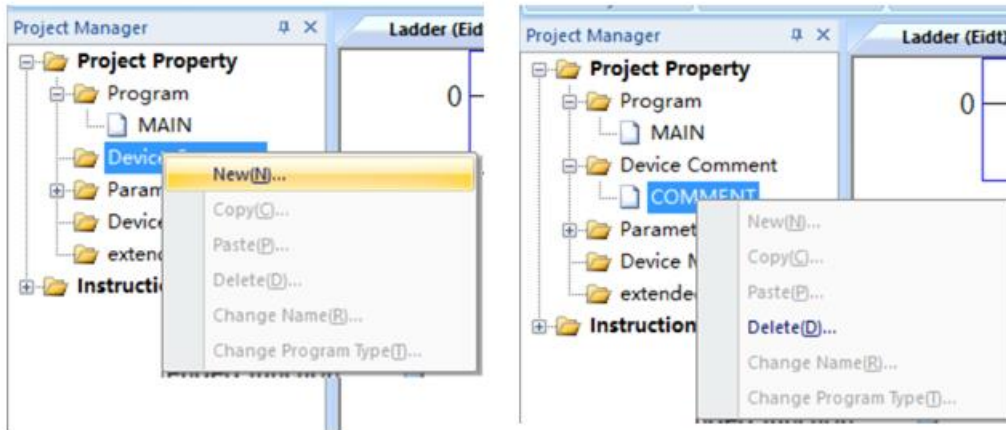 Project Manager
Ladder (Eid
Project Property
Program
0
MAIN
Device
New(N)...
Param
Copy(C)...
Device
Paste(P)...
exten
Delete(D)...
Instructi
Change Name(R)...
Change Program Type(T)...
Project Manager
Ladder (Eidt)
Project Property
Program
0
MAIN
Device Comment
COMMENT
New(N)...
Paramet
Copy(C)...
Device
Paste(P)...
extende
Delete(D)...
Instruction
Change Name(R)...
Change Program Type(T)...